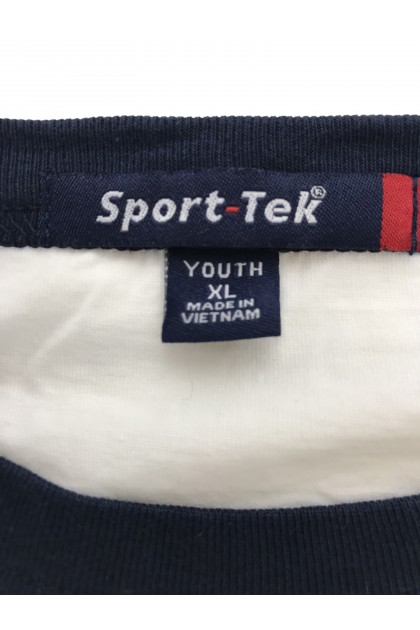 Sport-Tek®
YOUTH
XL
MADE IN
VIETNAM